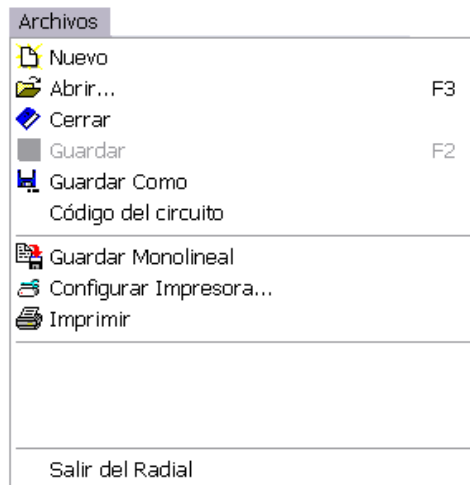 Archivos
Nuevo
Abrir... F3
Cerrar
Guardar F2
Guardar Como
Código del circuito
Guardar Monolineal
Configurar Impresora...
Imprimir
Salir del Radial